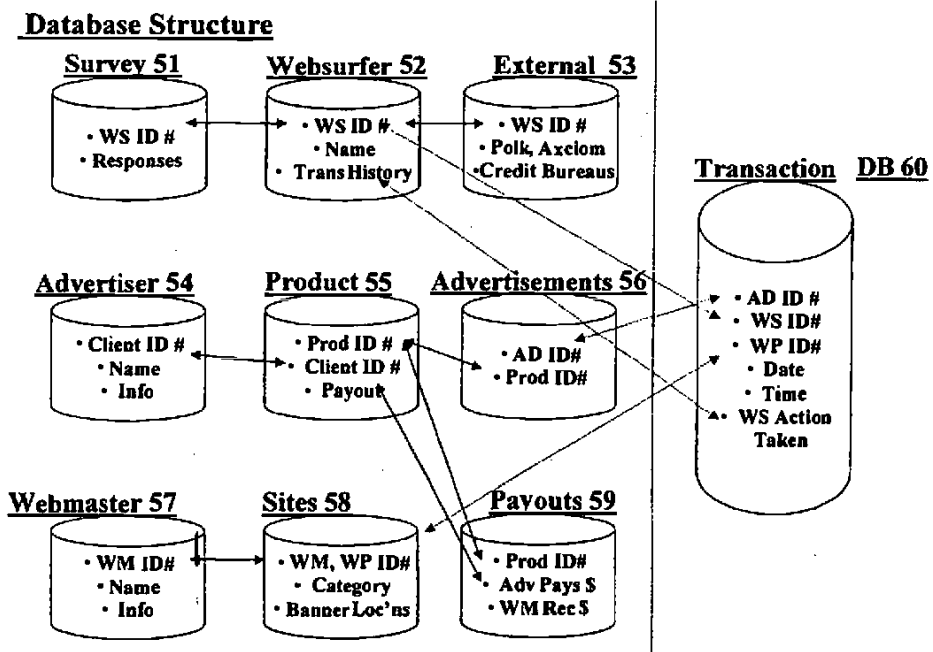 Database Structure
Survey 51
• WS ID #
• Responses
Websurfer 52
• WS ID #
• Name
• Trans History
External 53
• WS ID #
• Polk, Axciom
•Credit Bureaus
Transaction DB 60
• AD ID #
• WS ID#
• WP ID#
• Date
• Time
• WS Action
Taken
Advertiser 54
• Client ID #
• Name
• Info
Product 55
• Prod ID #
• Client ID #
• Payout
Advertisements 56
• AD ID#
• Prod ID#
Webmaster 57
• WM ID#
• Name
• Info
Sites 58
• WM, WP ID#
• Category
• Banner Loc'ns
Payouts 59
• Prod ID#
• Adv Pays $
• WM Rec $